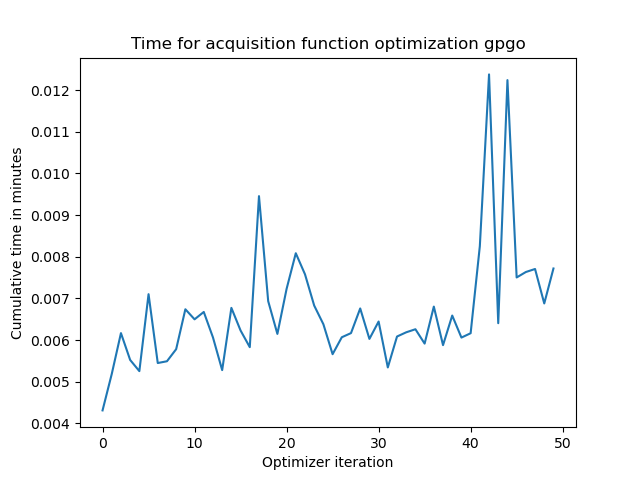 Time for acquisition function optimization gpgo
Cumulative time in minutes
0.012
0.011
0.010
0.009
0.008
0.007
0.006
0.005
0.004
0 10 20 30 40 50
Optimizer iteration